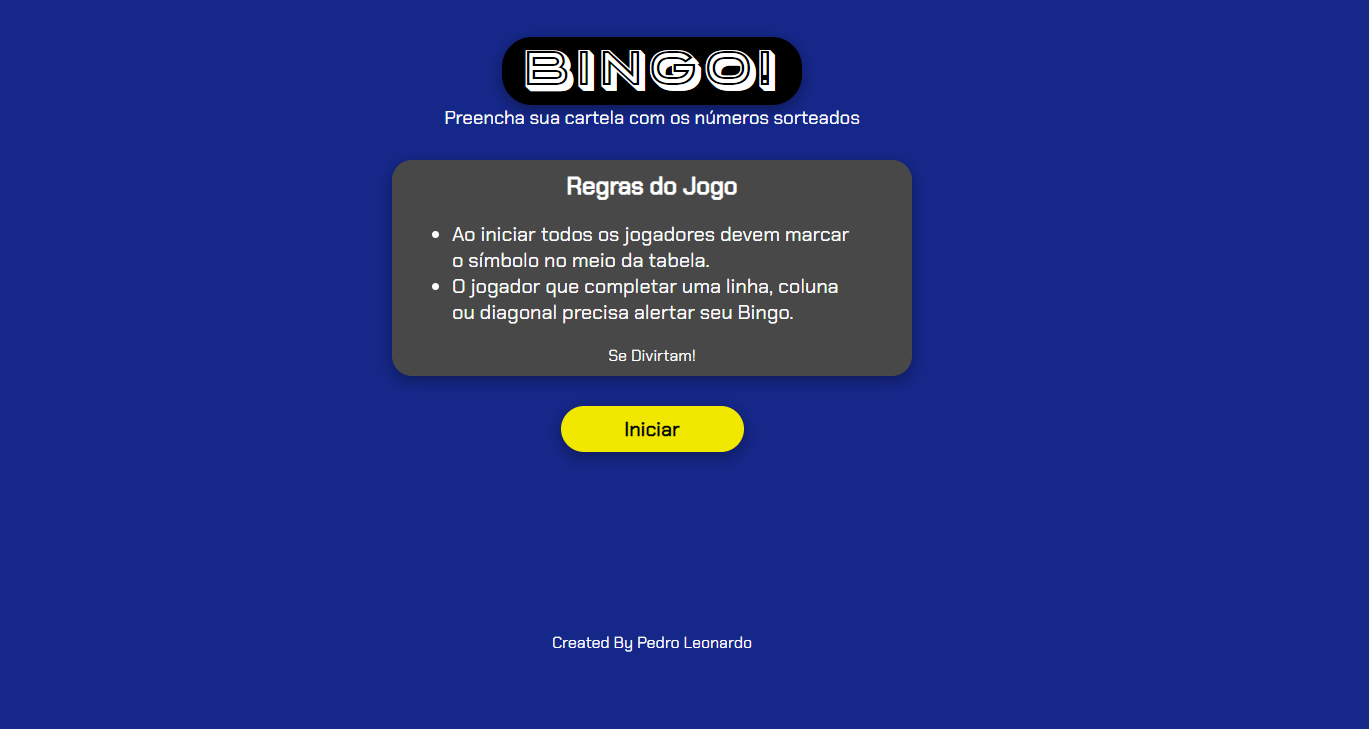 BINGO!
Preencha sua cartela com os números sorteados
Regras do Jogo
Ao iniciar todos os jogadores devem marcar
o símbolo no meio da tabela.
O jogador que completar uma linha, coluna
ou diagonal precisa alertar seu Bingo.
Se Divirtam!
Iniciar
Created By Pedro Leonardo